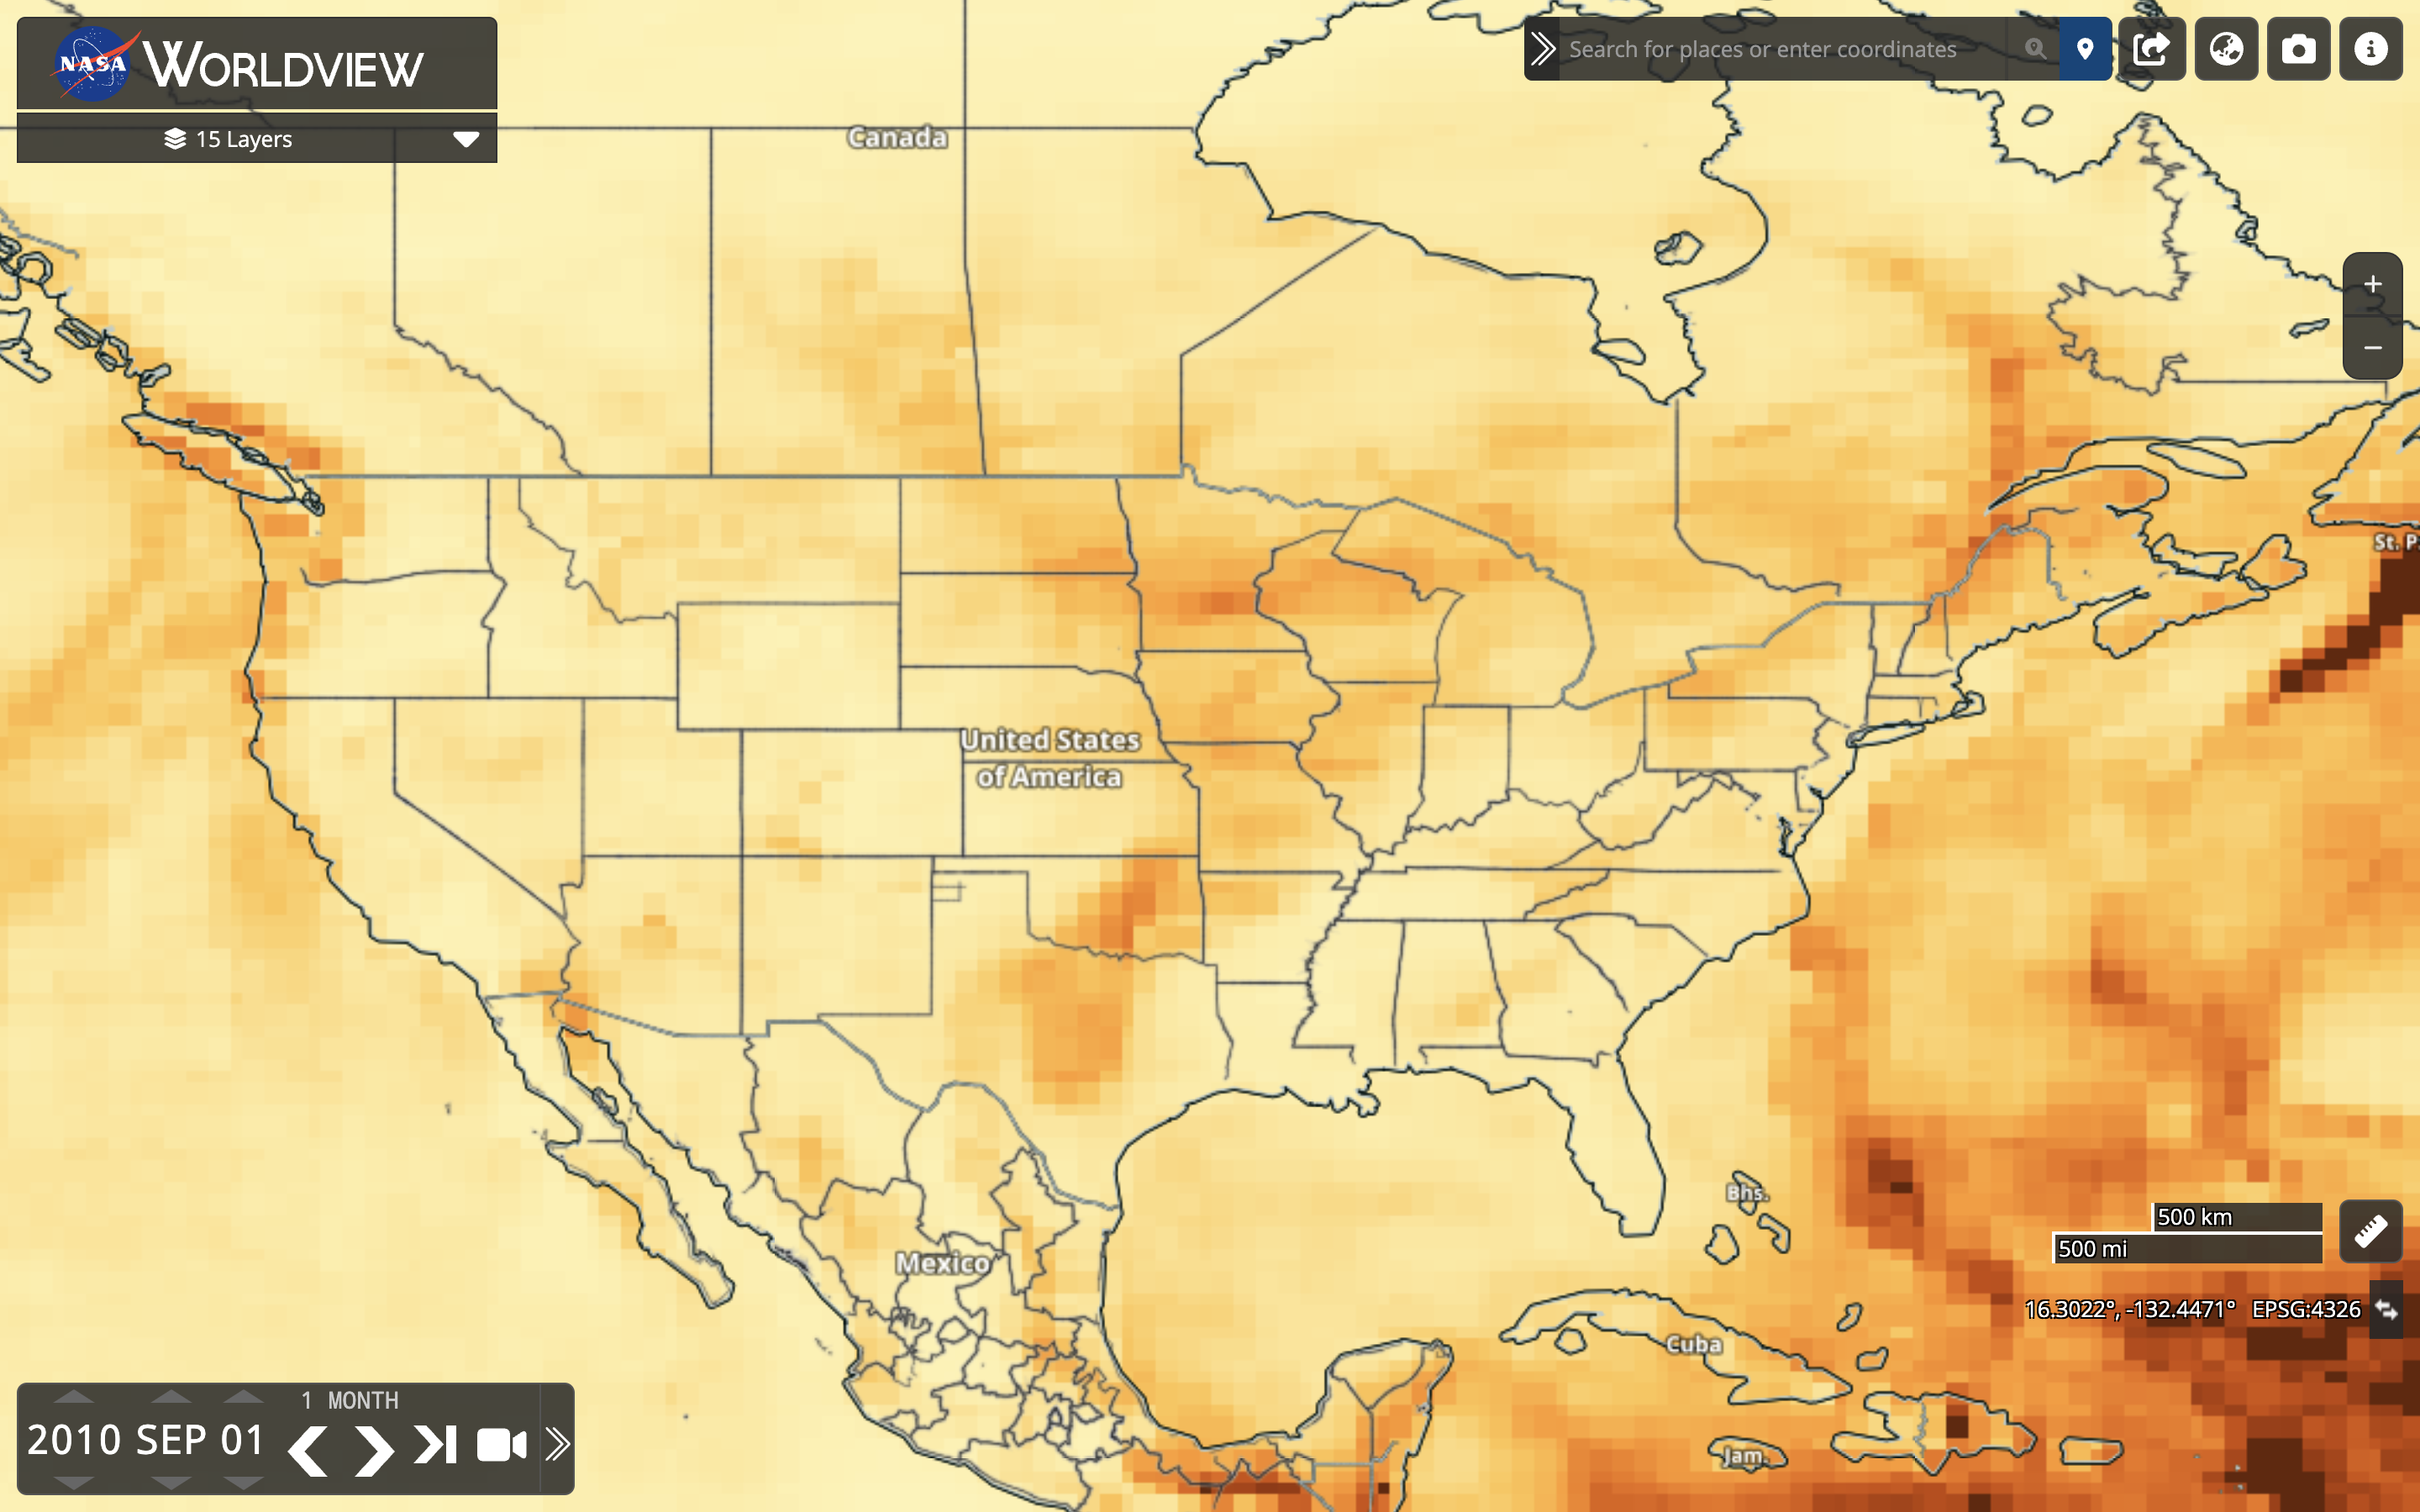 NASA WORLDVIEW
15 Layers
Search for places or enter coordinates
Canada
St. P
United States
of America
Bhs.
500 km
500 mi
Mexico
16.3022°, -132.4471° EPSG:4326
Cuba
Jam.
1 MONTH
2010 SEP 01